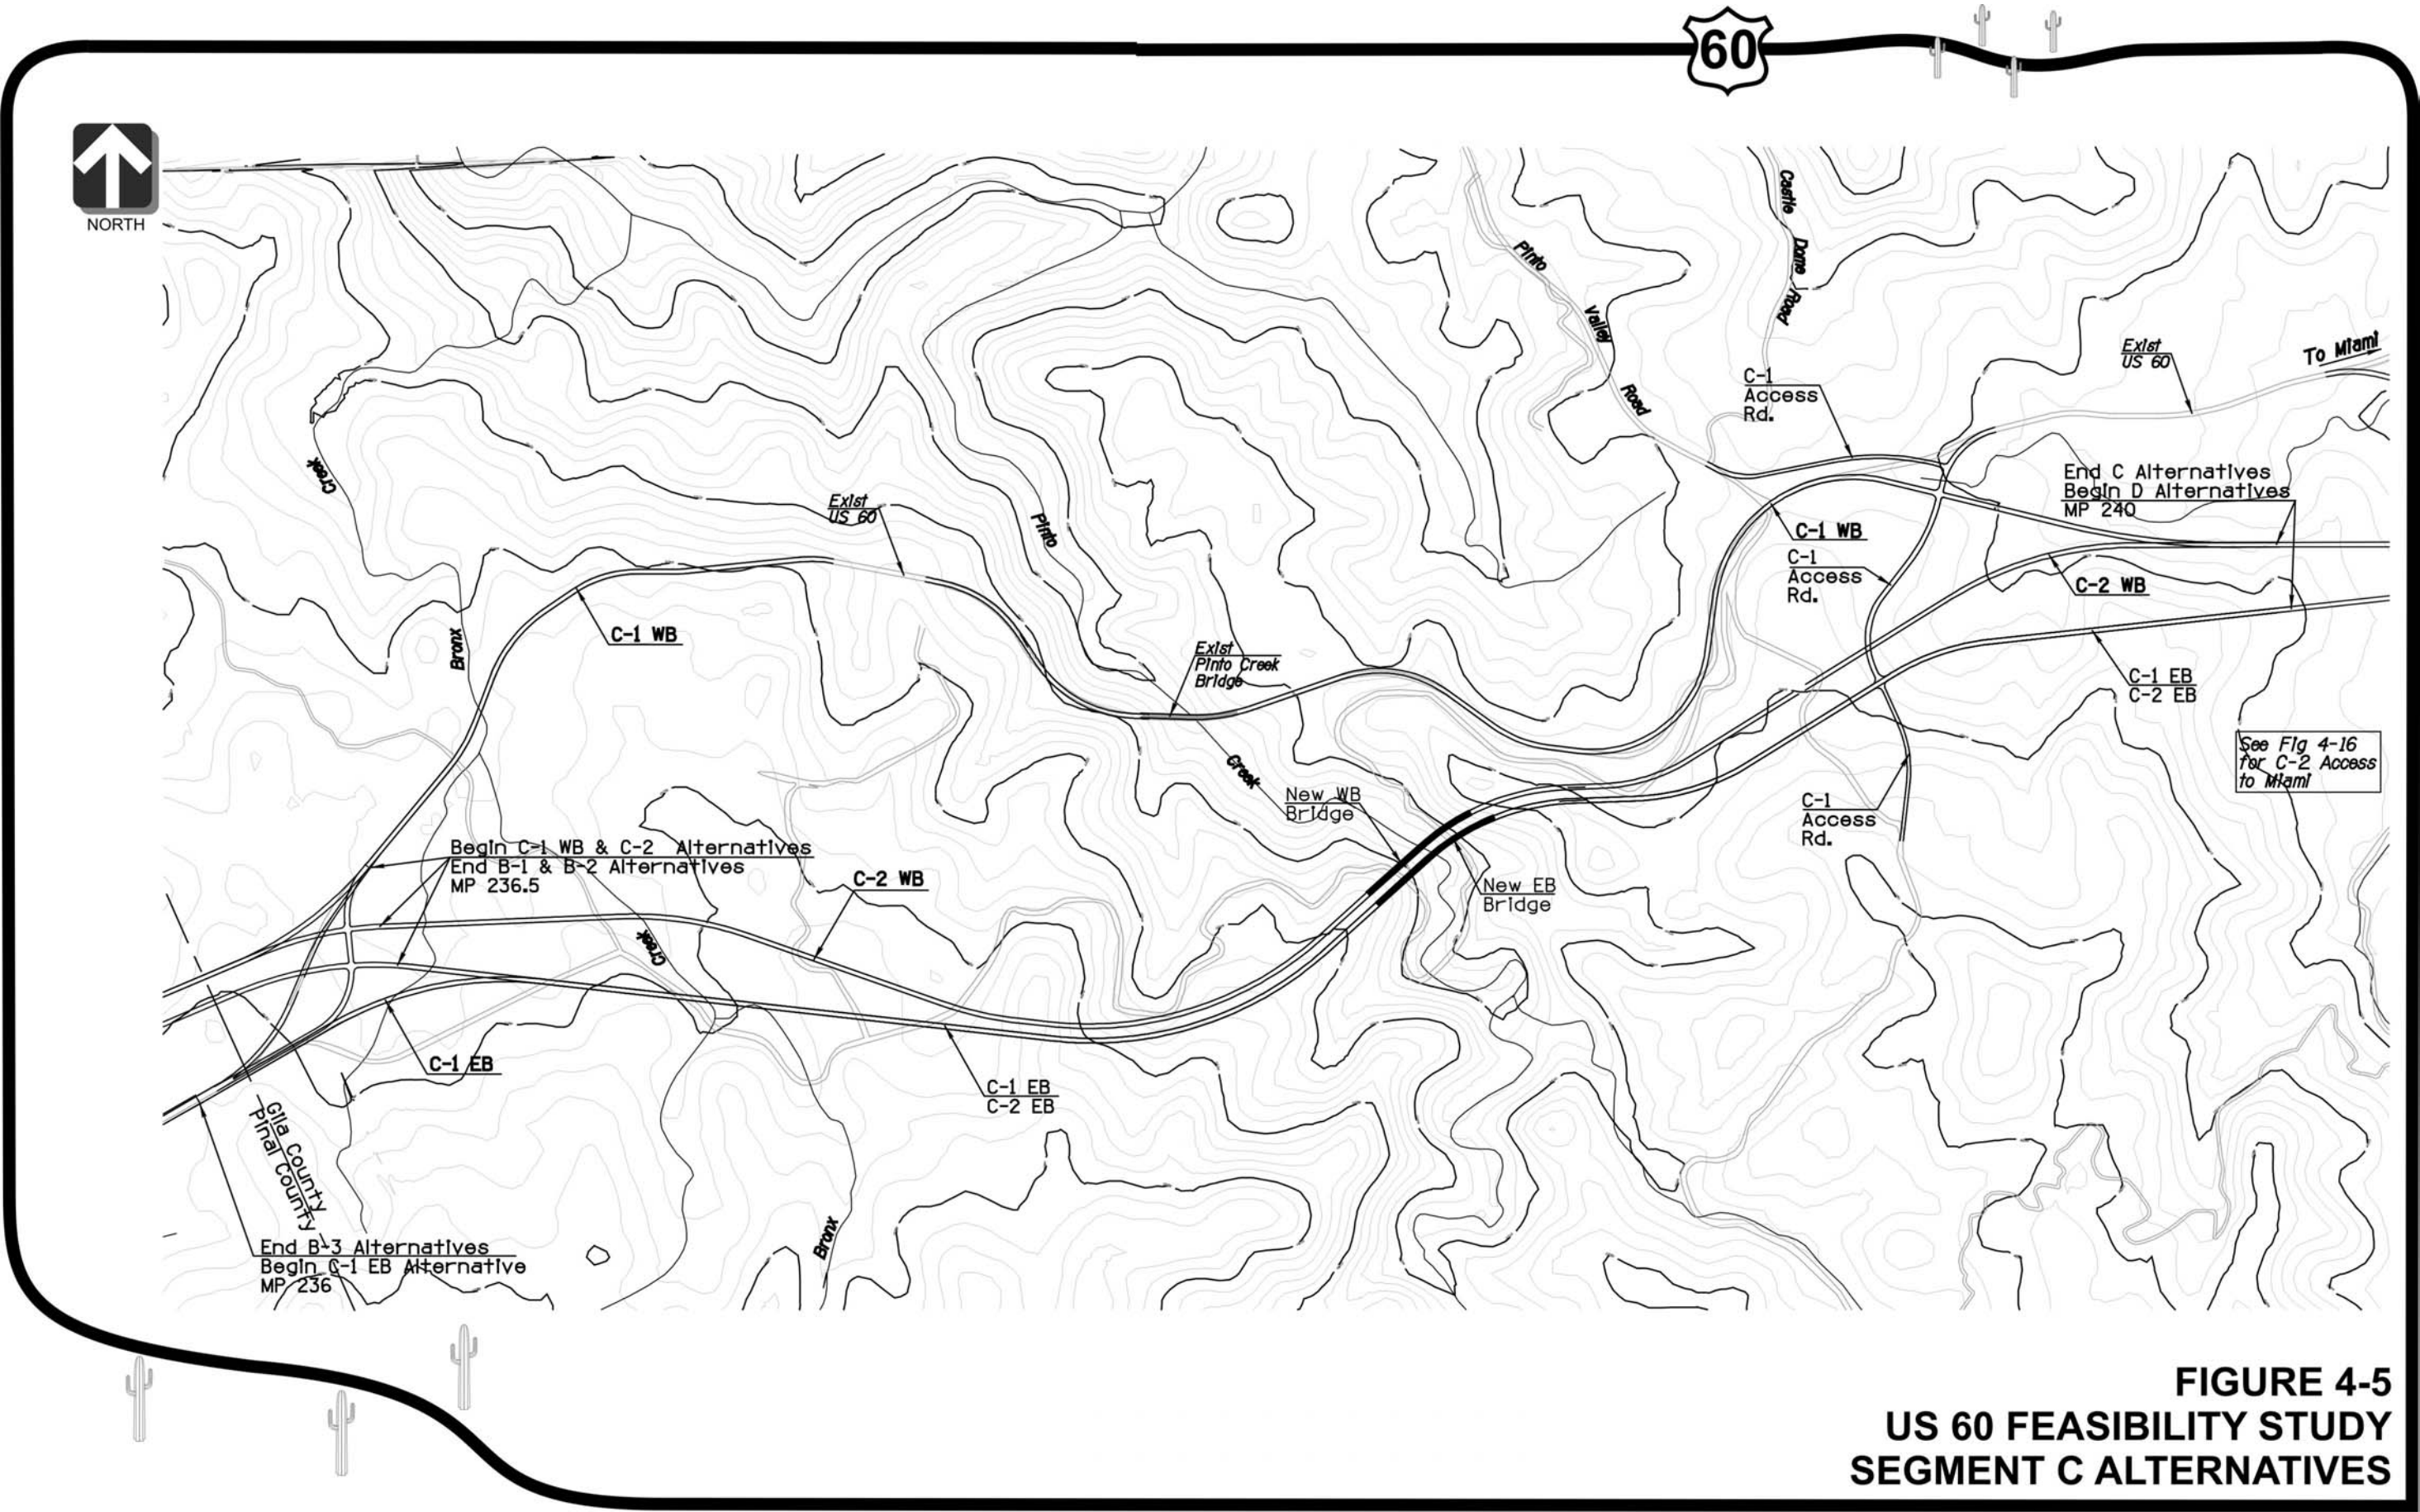 60
NORTH
Castle
Dome
Road
Pinto
Valley
Road
Exist
US 60
To Miami
C-1
Access
Rd.
Creek
Exist
US 60
Pinto
End C Alternatives
Begin D Alternatives
MP 240
C-1 WB
C-1
Access
Rd.
C-2 WB
Bronx
C-1 WB
Exist
Pinto Creek
Bridge
C-1 EB
C-2 EB
See Fig 4-16
for C-2 Access
to Miami
Creek
New WB
Bridge
C-1
Access
Rd.
Begin C-1 WB & C-2 Alternatives
End B-1 & B-2 Alternatives
MP 236.5
C-2 WB
New EB
Bridge
Creek
C-1 EB
C-1 EB
C-2 EB
Gila County
Pinal County
Bronx
End B-3 Alternatives
Begin C-1 EB Alternative
MP 236
FIGURE 4-5
US 60 FEASIBILITY STUDY
SEGMENT C ALTERNATIVES